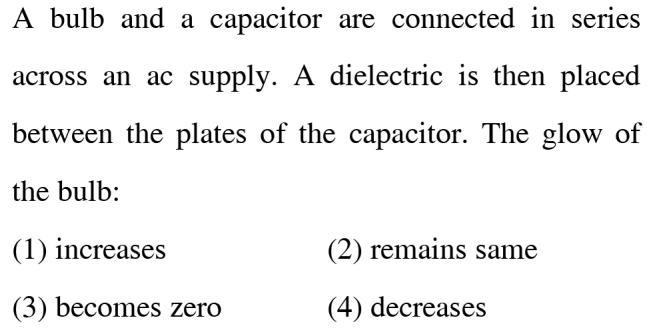 A bulb and a capacitor are connected in series
across an ac supply. A dielectric is then placed
between the plates of the capacitor. The glow of
the bulb:
(1) increases (2) remains same
(3) becomes zero (4) decreases